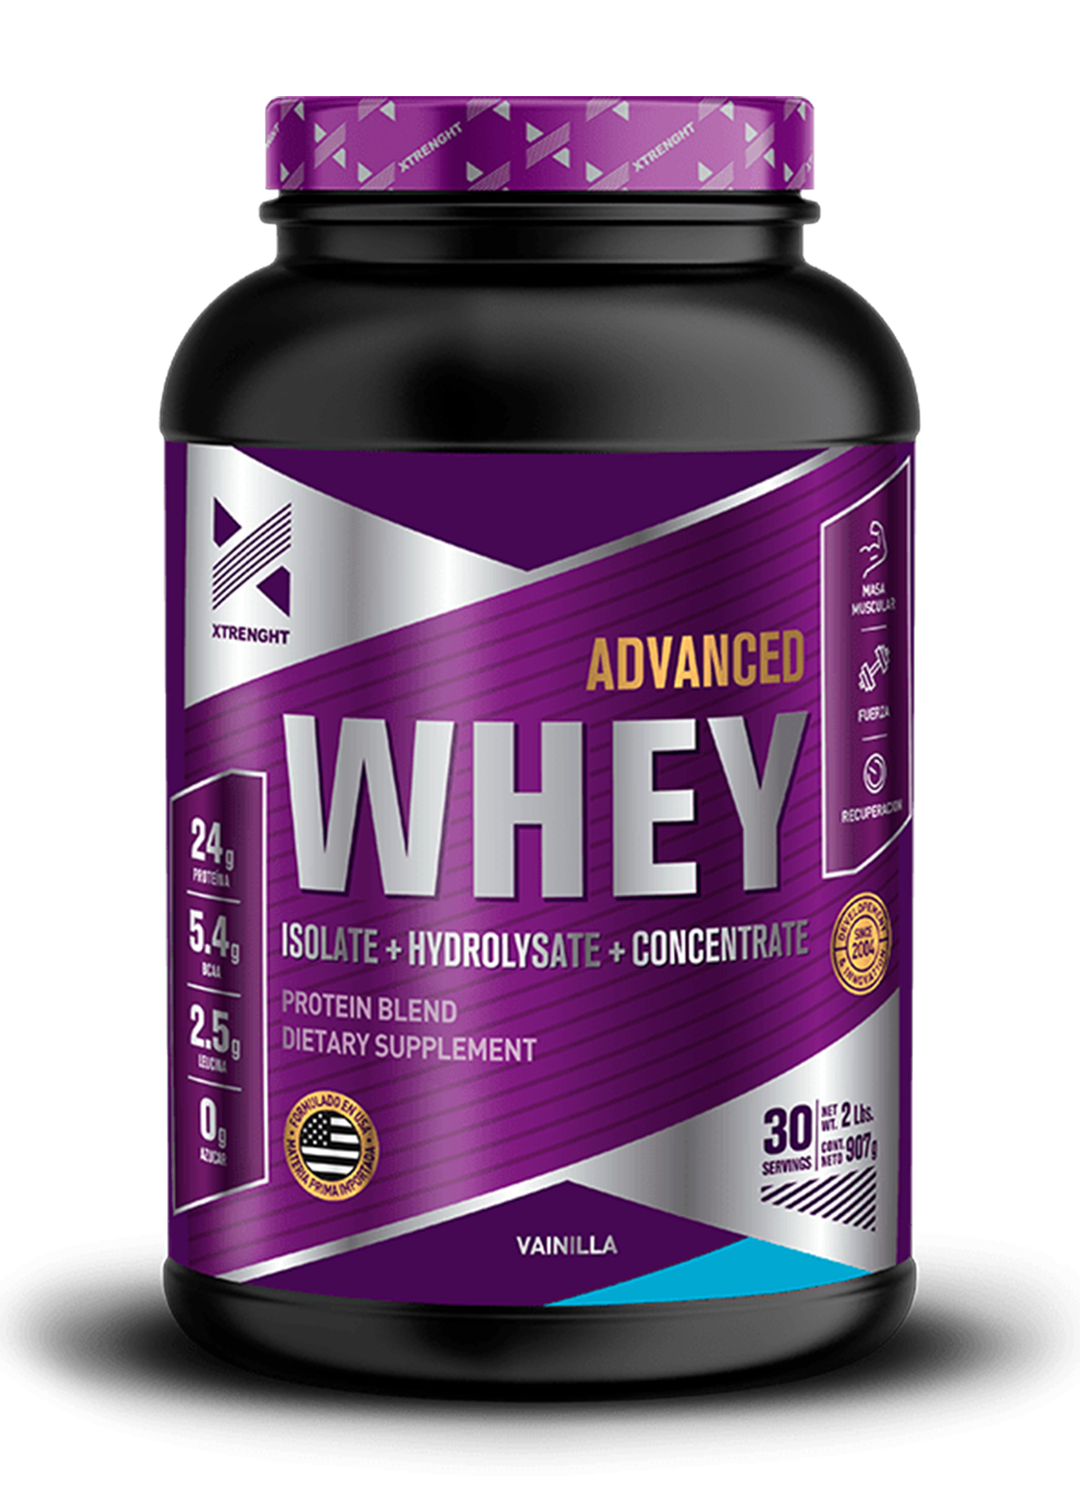 XTRENGHT
XTRENGHT
XTRENGHT
ADVANCED
WHEY
ISOLATE + HYDROLYSATE + CONCENTRATE
PROTEIN BLEND
DIETARY SUPPLEMENT
24g
PROTEÍNA
5.4g
BCAA
2.5g
LEUCINA
0g
AZÚCAR
MASA
MUSCULAR
FUERZA
RECUPERACIÓN
DEVELOPEMENT
SINCE
2004
& INNOVATION
FORMULADO EN USA
MATERIA PRIMA IMPORTADA
30
SERVINGS
NET
WT. 2 Lbs.
CONT.
NETO 907g
VAINILLA